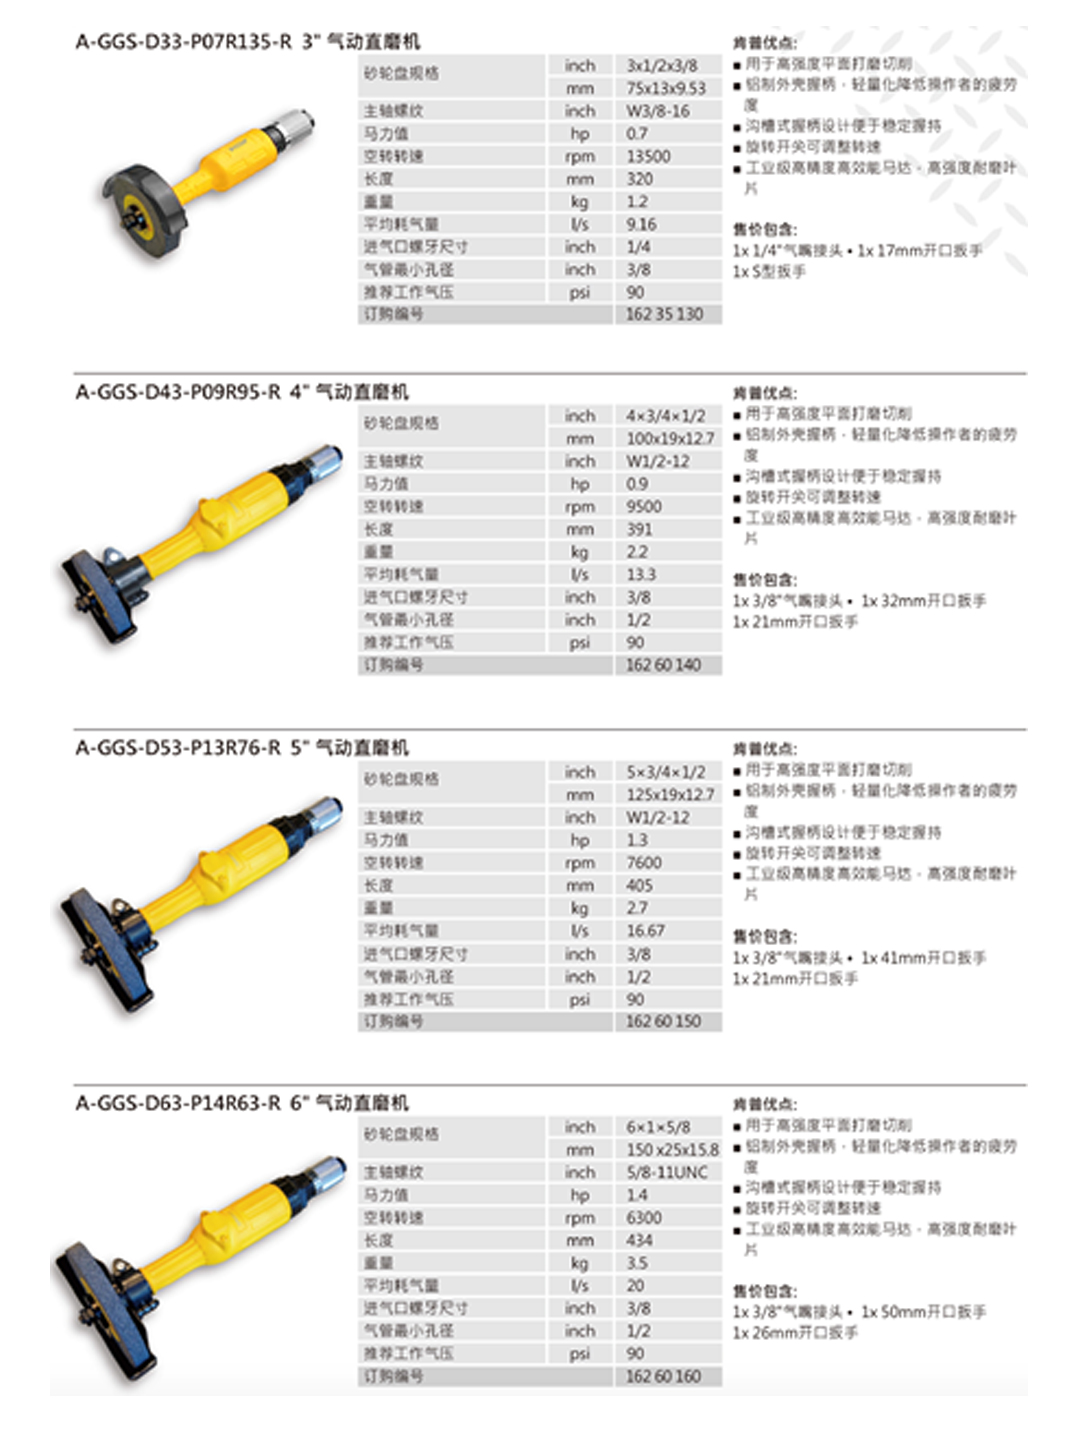 A-GGS-D33-P07R135-R 3" 气动直磨机
砂轮盘规格 inch 3x1/2x3/8
mm 75x13x9.53
主轴螺纹 inch W3/8-16
马力值 hp 0.7
空转转速 rpm 13500
长度 mm 320
重量 kg 1.2
平均耗气量 l/s 9.16
进气口螺牙尺寸 inch 1/4
气管最小孔径 inch 3/8
推荐工作气压 psi 90
订购编号 162 35 130
肯普优点:
■ 用于高强度平面打磨切削
■ 铝制外壳握柄，轻量化降低操作者的疲劳
度
■ 沟槽式握柄设计便于稳定握持
■ 旋转开关可调整转速
■ 工业级高精度高效能马达，高强度耐磨叶
片
售价包含:
1x 1/4"气嘴接头 • 1x 17mm开口扳手
1x S型扳手
A-GGS-D43-P09R95-R 4" 气动直磨机
砂轮盘规格 inch 4×3/4×1/2
mm 100x19x12.7
主轴螺纹 inch W1/2-12
马力值 hp 0.9
空转转速 rpm 9500
长度 mm 391
重量 kg 2.2
平均耗气量 l/s 13.3
进气口螺牙尺寸 inch 3/8
气管最小孔径 inch 1/2
推荐工作气压 psi 90
订购编号 162 60 140
肯普优点:
■ 用于高强度平面打磨切削
■ 铝制外壳握柄，轻量化降低操作者的疲劳
度
■ 沟槽式握柄设计便于稳定握持
■ 旋转开关可调整转速
■ 工业级高精度高效能马达，高强度耐磨叶
片
售价包含:
1x 3/8"气嘴接头 • 1x 32mm开口扳手
1x 21mm开口扳手
A-GGS-D53-P13R76-R 5" 气动直磨机
砂轮盘规格 inch 5×3/4×1/2
mm 125x19x12.7
主轴螺纹 inch W1/2-12
马力值 hp 1.3
空转转速 rpm 7600
长度 mm 405
重量 kg 2.7
平均耗气量 l/s 16.67
进气口螺牙尺寸 inch 3/8
气管最小孔径 inch 1/2
推荐工作气压 psi 90
订购编号 162 60 150
肯普优点:
■ 用于高强度平面打磨切削
■ 铝制外壳握柄，轻量化降低操作者的疲劳
度
■ 沟槽式握柄设计便于稳定握持
■ 旋转开关可调整转速
■ 工业级高精度高效能马达，高强度耐磨叶
片
售价包含:
1x 3/8"气嘴接头 • 1x 41mm开口扳手
1x 21mm开口扳手
A-GGS-D63-P14R63-R 6" 气动直磨机
砂轮盘规格 inch 6×1×5/8
mm 150 x25x15.8
主轴螺纹 inch 5/8-11UNC
马力值 hp 1.4
空转转速 rpm 6300
长度 mm 434
重量 kg 3.5
平均耗气量 l/s 20
进气口螺牙尺寸 inch 3/8
气管最小孔径 inch 1/2
推荐工作气压 psi 90
订购编号 162 60 160
肯普优点:
■ 用于高强度平面打磨切削
■ 铝制外壳握柄，轻量化降低操作者的疲劳
度
■ 沟槽式握柄设计便于稳定握持
■ 旋转开关可调整转速
■ 工业级高精度高效能马达，高强度耐磨叶
片
售价包含:
1x 3/8"气嘴接头 • 1x 50mm开口扳手
1x 26mm开口扳手